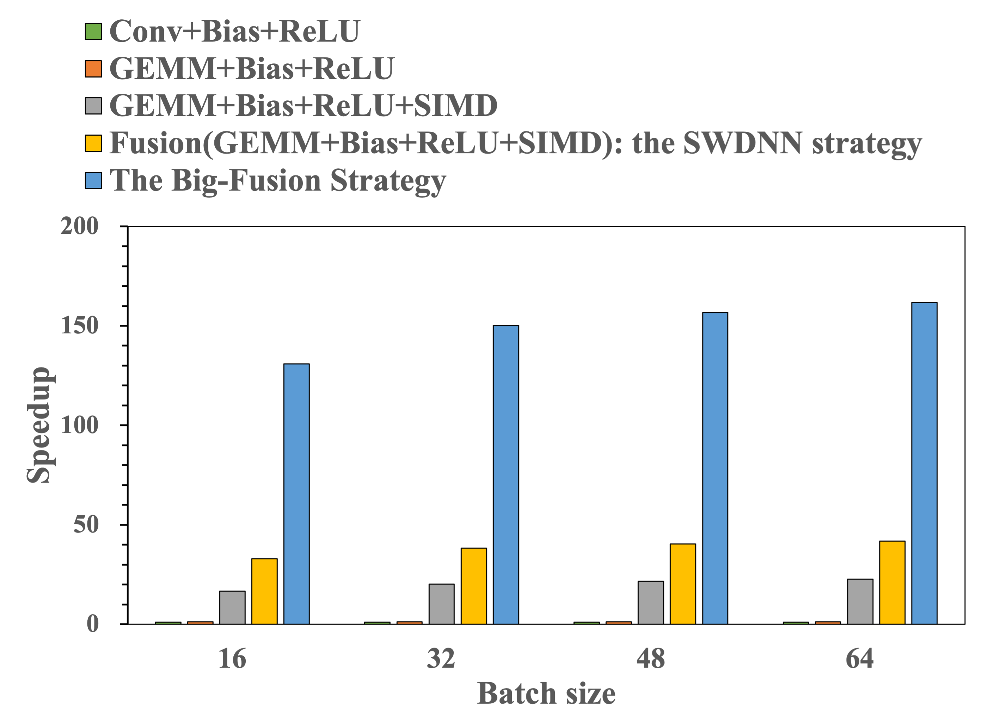 Conv+Bias+ReLU
GEMM+Bias+ReLU
GEMM+Bias+ReLU+SIMD
Fusion(GEMM+Bias+ReLU+SIMD): the SWDNN strategy
The Big-Fusion Strategy
200
150
100
50
0
Speedup
16 32 48 64
Batch size